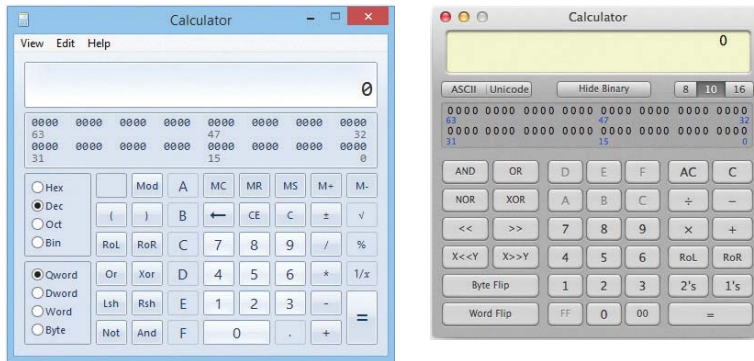 Calculator
View Edit Help
0
0000 0000 0000 0000 0000 0000 0000 0000
63 47 32
0000 0000 0000 0000 0000 0000 0000 0000
31 15 0
Hex
Dec
Oct
Bin
Qword
Dword
Word
Byte
Mod A MC MR MS M+ M-
( ) B ← CE C ± √
RoL RoR C 7 8 9 / %
Or Xor D 4 5 6 * 1/x
Lsh Rsh E 1 2 3 - =
Not And F 0 . +
Calculator
0
ASCII Unicode Hide Binary 8 10 16
0000 0000 0000 0000 0000 0000 0000 0000
63 47 32
0000 0000 0000 0000 0000 0000 0000 0000
31 15 0
AND OR D E F AC C
NOR XOR A B C ÷ −
<< >> 7 8 9 × +
X<<Y X>>Y 4 5 6 RoL RoR
Byte Flip 1 2 3 2's 1's
Word Flip FF 0 00 =